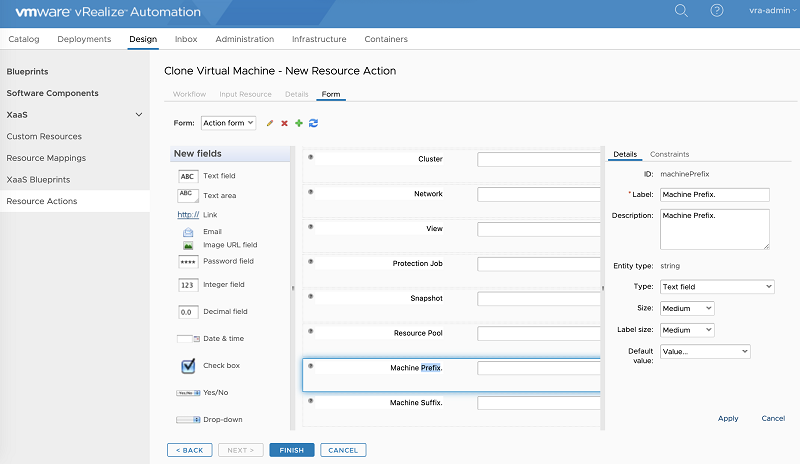 vmware® vRealize™ Automation
vra-admin
Catalog Deployments Design Inbox Administration Infrastructure Containers
Blueprints
Software Components
XaaS
Custom Resources
Resource Mappings
XaaS Blueprints
Resource Actions
Clone Virtual Machine - New Resource Action
Workflow Input Resource Details Form
Form: Action form
New fields
ABC Text field
ABC Text area
http:// Link
Email
Image URL field
**** Password field
123 Integer field
0.0 Decimal field
Date & time
Check box
Yes/No Yes/No
Drop-down
Cluster
Network
View
Protection Job
Snapshot
Resource Pool
Machine Prefix.
Machine Suffix.
Details Constraints
ID: machinePrefix
* Label: Machine Prefix.
Description: Machine Prefix.
Entity type: string
Type: Text field
Size: Medium
Label size: Medium
Default value: Value...
Apply Cancel
< BACK NEXT > FINISH CANCEL